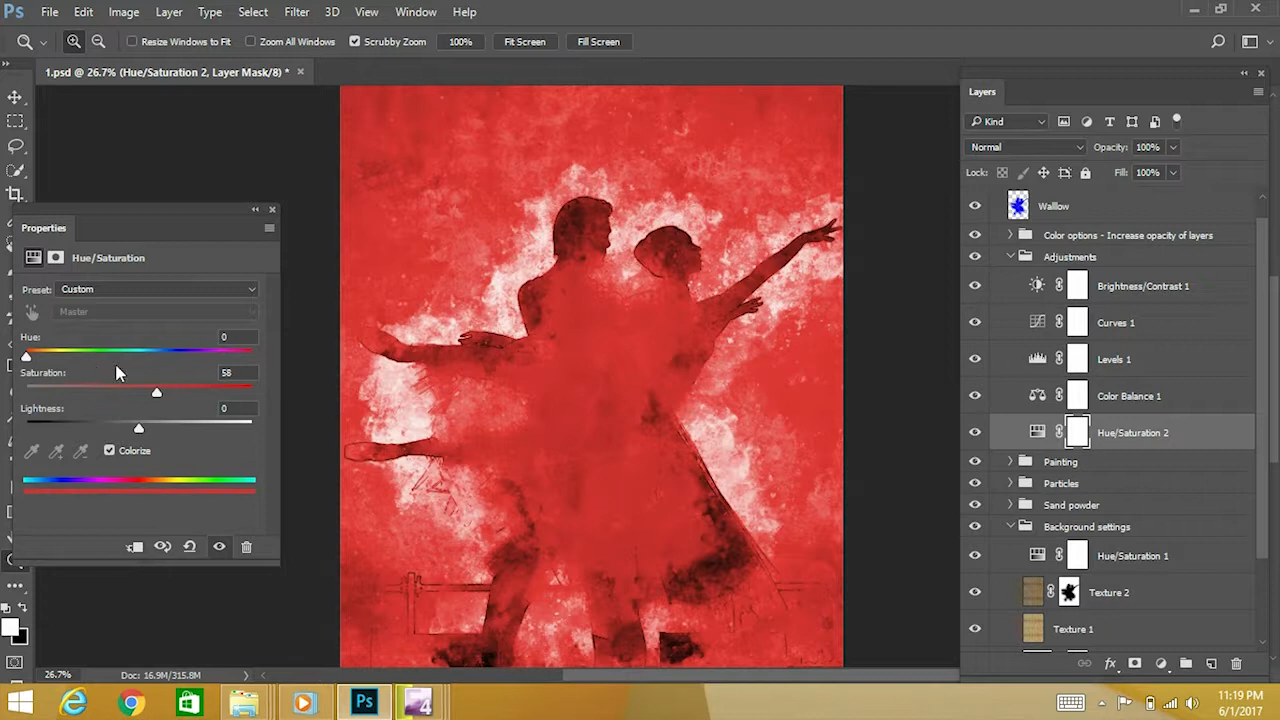 Ps File Edit Image Layer Type Select Filter 3D View Window Help
Resize Windows to Fit Zoom All Windows Scrubby Zoom 100% Fit Screen Fill Screen
1.psd @ 26.7% (Hue/Saturation 2, Layer Mask/8) *
Properties
Hue/Saturation
Preset: Custom
Master
Hue: 0
Saturation: 58
Lightness: 0
Colorize
Layers
Kind
Normal Opacity: 100%
Lock: Fill: 100%
Walllow
Color options - Increase opacity of layers
Adjustments
Brightness/Contrast 1
Curves 1
Levels 1
Color Balance 1
Hue/Saturation 2
Painting
Particles
Sand powder
Background settings
Hue/Saturation 1
Texture 2
Texture 1
26.7% Doc: 16.9M/315.8M
Ps 4
11:19 PM
6/1/2017